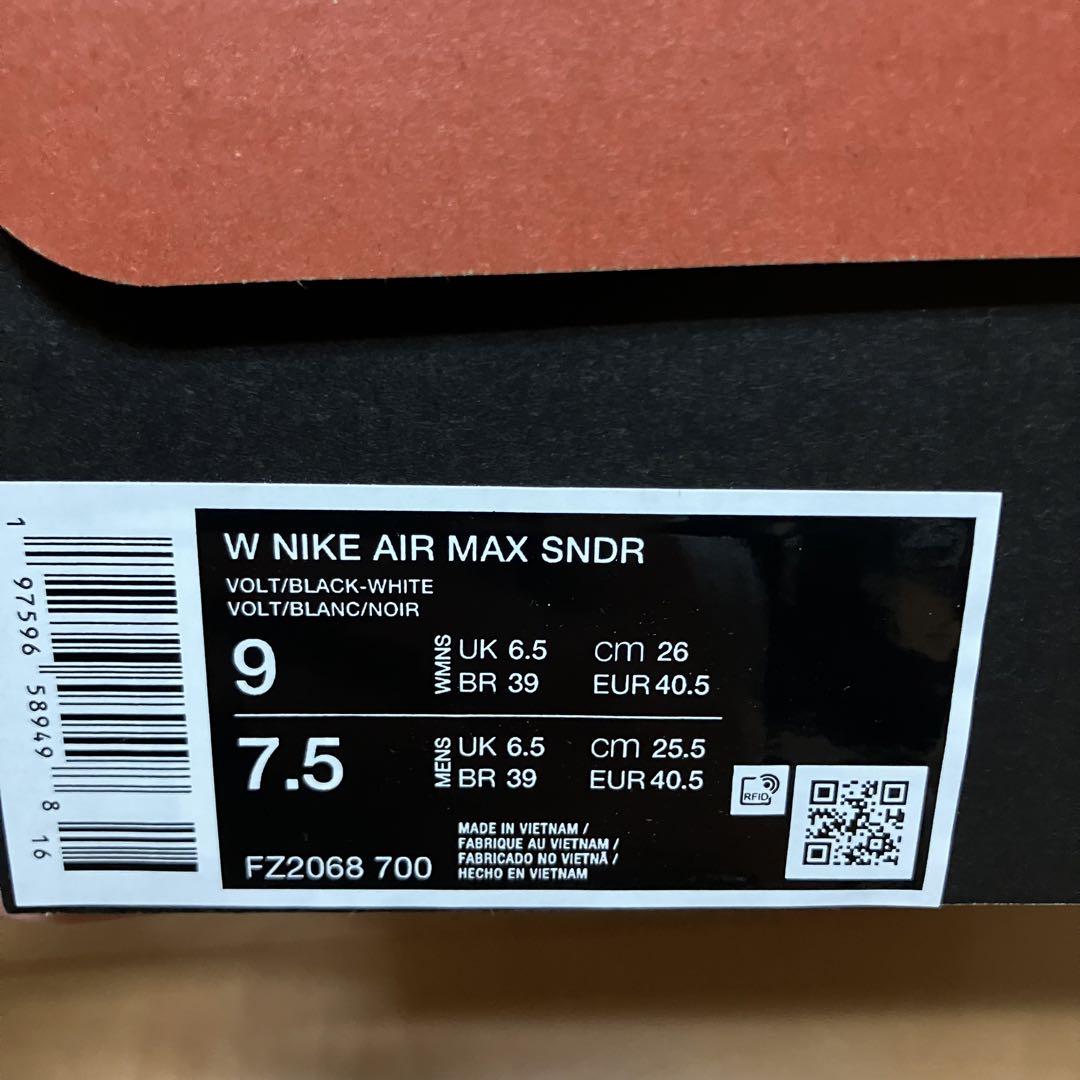 W NIKE AIR MAX SNDR
VOLT/BLACK-WHITE
VOLT/BLANC/NOIR
9
WMNS
UK 6.5 cm 26
BR 39 EUR 40.5
7.5
MENS
UK 6.5 cm 25.5
BR 39 EUR 40.5
RFID
MADE IN VIETNAM /
FABRIQUE AU VIETNAM /
FABRICADO NO VIETNÃ /
HECHO EN VIETNAM
FZ2068 700
1 97596 58949 8 16